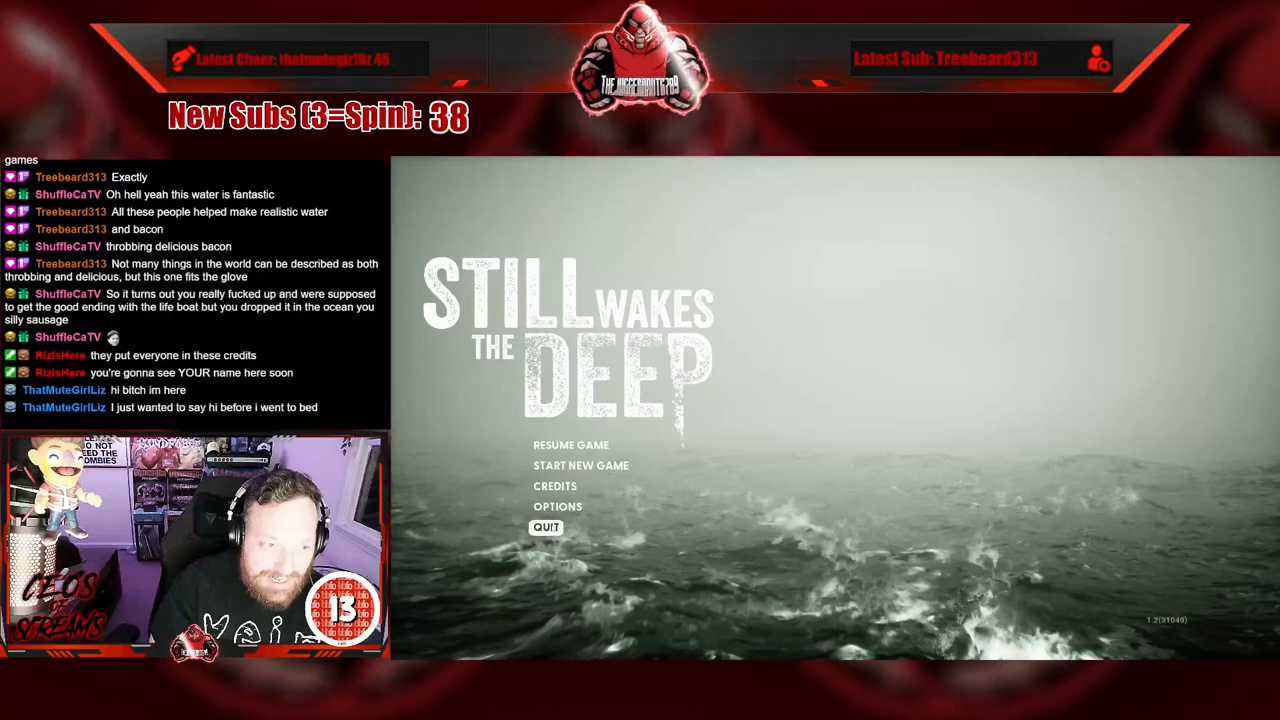 Latest Cheer: thatmutegirlliz 45
THEJUGGERNAUT6789
Latest Sub: Treebeard313
New Subs (3=Spin): 38
games
Treebeard313 Exactly
ShuffleCaTV Oh hell yeah this water is fantastic
Treebeard313 All these people helped make realistic water
Treebeard313 and bacon
ShuffleCaTV throbbing delicious bacon
Treebeard313 Not many things in the world can be described as both
throbbing and delicious, but this one fits the glove
ShuffleCaTV So it turns out you really fucked up and were supposed
to get the good ending with the life boat but you dropped it in the ocean you
silly sausage
ShuffleCaTV
RizIsHere they put everyone in these credits
RizIsHere you're gonna see YOUR name here soon
ThatMuteGirlLiz hi bitch im here
ThatMuteGirlLiz I just wanted to say hi before i went to bed
STILL WAKES
THE DEEP
RESUME GAME
START NEW GAME
CREDITS
OPTIONS
QUIT
1.2(31049)
CEOS
OF
SCREAMS
13